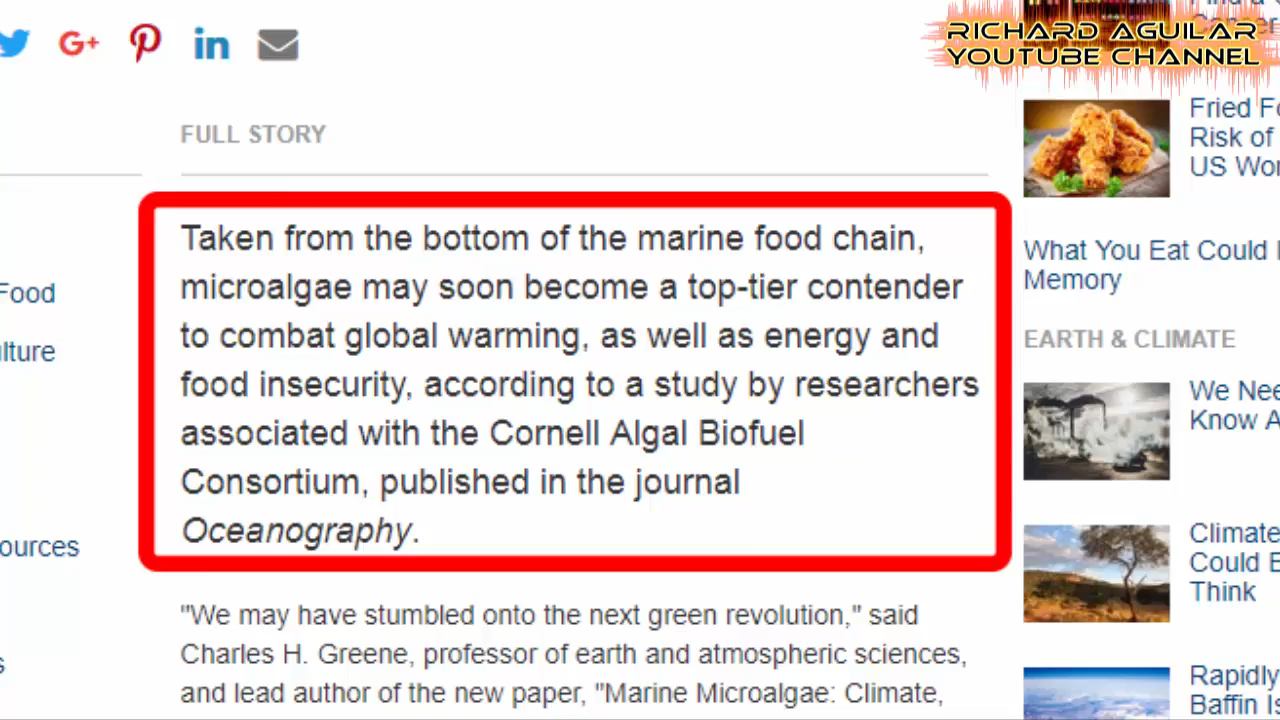 RICHARD AGUILAR
YOUTUBE CHANNEL
G+
in
FULL STORY
Taken from the bottom of the marine food chain,
microalgae may soon become a top-tier contender
to combat global warming, as well as energy and
food insecurity, according to a study by researchers
associated with the Cornell Algal Biofuel
Consortium, published in the journal
Oceanography.
"We may have stumbled onto the next green revolution," said
Charles H. Greene, professor of earth and atmospheric sciences,
and lead author of the new paper, "Marine Microalgae: Climate,
Food
ources
Fried
Risk of
US
What You Eat Could
Memory
EARTH & CLIMATE
We
Know
Climate
Could
Think
Rapidly
Baffin